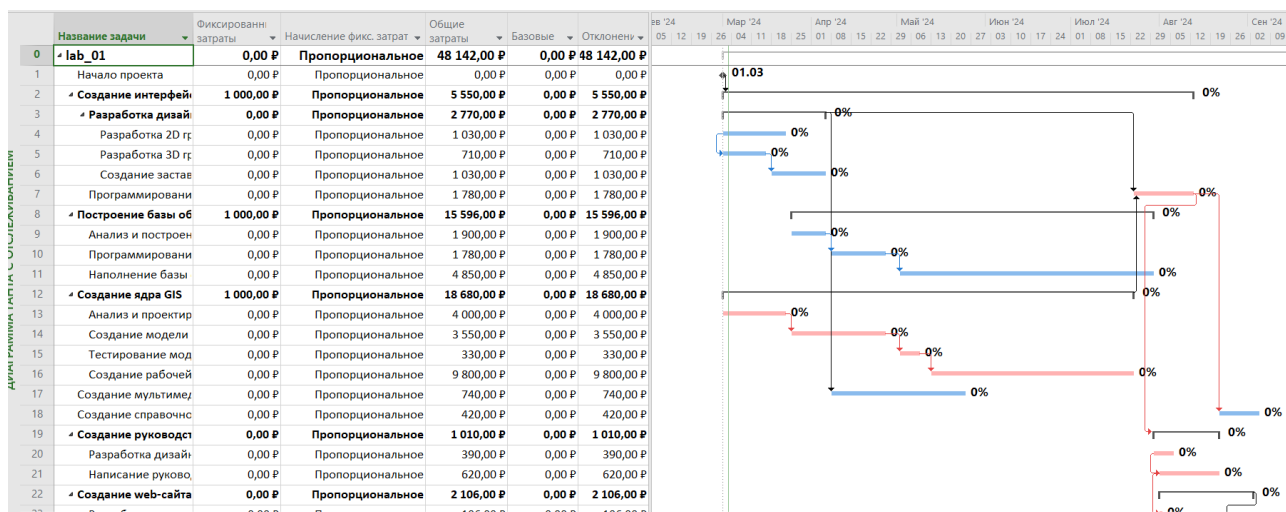 Фиксированнı Общие
Название задачи затраты Начисление фикс. затрат затраты Базовые Отклонени
ев '24 Мар '24 Апр '24 Май '24 Июн '24 Июл '24 Авг '24 Сен '24
05 12 19 26 04 11 18 25 01 08 15 22 29 06 13 20 27 03 10 17 24 01 08 15 22 29 05 12 19 26 02 09
0 lab_01 0,00 ₽ Пропорциональное 48 142,00 ₽ 0,00 ₽ 48 142,00 ₽
1 Начало проекта 0,00 ₽ Пропорциональное 0,00 ₽ 0,00 ₽ 0,00 ₽ 01.03
2 Создание интерфей 1 000,00 ₽ Пропорциональное 5 550,00 ₽ 0,00 ₽ 5 550,00 ₽ 0%
3 Разработка дизай 0,00 ₽ Пропорциональное 2 770,00 ₽ 0,00 ₽ 2 770,00 ₽ 0%
4 Разработка 2D гр 0,00 ₽ Пропорциональное 1 030,00 ₽ 0,00 ₽ 1 030,00 ₽ 0%
5 Разработка 3D гр 0,00 ₽ Пропорциональное 710,00 ₽ 0,00 ₽ 710,00 ₽ 0%
6 Создание застав 0,00 ₽ Пропорциональное 1 030,00 ₽ 0,00 ₽ 1 030,00 ₽ 0%
7 Программировани 0,00 ₽ Пропорциональное 1 780,00 ₽ 0,00 ₽ 1 780,00 ₽ 0%
8 Построение базы об 1 000,00 ₽ Пропорциональное 15 596,00 ₽ 0,00 ₽ 15 596,00 ₽ 0%
9 Анализ и построен 0,00 ₽ Пропорциональное 1 900,00 ₽ 0,00 ₽ 1 900,00 ₽ 0%
10 Программировани 0,00 ₽ Пропорциональное 1 780,00 ₽ 0,00 ₽ 1 780,00 ₽ 0%
11 Наполнение базы 0,00 ₽ Пропорциональное 4 850,00 ₽ 0,00 ₽ 4 850,00 ₽ 0%
12 Создание ядра GIS 1 000,00 ₽ Пропорциональное 18 680,00 ₽ 0,00 ₽ 18 680,00 ₽ 0%
13 Анализ и проектир 0,00 ₽ Пропорциональное 4 000,00 ₽ 0,00 ₽ 4 000,00 ₽ 0%
14 Создание модели 0,00 ₽ Пропорциональное 3 550,00 ₽ 0,00 ₽ 3 550,00 ₽ 0%
15 Тестирование мод 0,00 ₽ Пропорциональное 330,00 ₽ 0,00 ₽ 330,00 ₽ 0%
16 Создание рабочей 0,00 ₽ Пропорциональное 9 800,00 ₽ 0,00 ₽ 9 800,00 ₽ 0%
17 Создание мультимед 0,00 ₽ Пропорциональное 740,00 ₽ 0,00 ₽ 740,00 ₽ 0%
18 Создание справочно 0,00 ₽ Пропорциональное 420,00 ₽ 0,00 ₽ 420,00 ₽ 0%
19 Создание руководст 0,00 ₽ Пропорциональное 1 010,00 ₽ 0,00 ₽ 1 010,00 ₽ 0%
20 Разработка дизайн 0,00 ₽ Пропорциональное 390,00 ₽ 0,00 ₽ 390,00 ₽ 0%
21 Написание руково 0,00 ₽ Пропорциональное 620,00 ₽ 0,00 ₽ 620,00 ₽ 0%
22 Создание web-сайта 0,00 ₽ Пропорциональное 2 106,00 ₽ 0,00 ₽ 2 106,00 ₽ 0%
0%
ДИАГРАММА ГАНТА С ОТСЛЕЖИВАНИЕМ